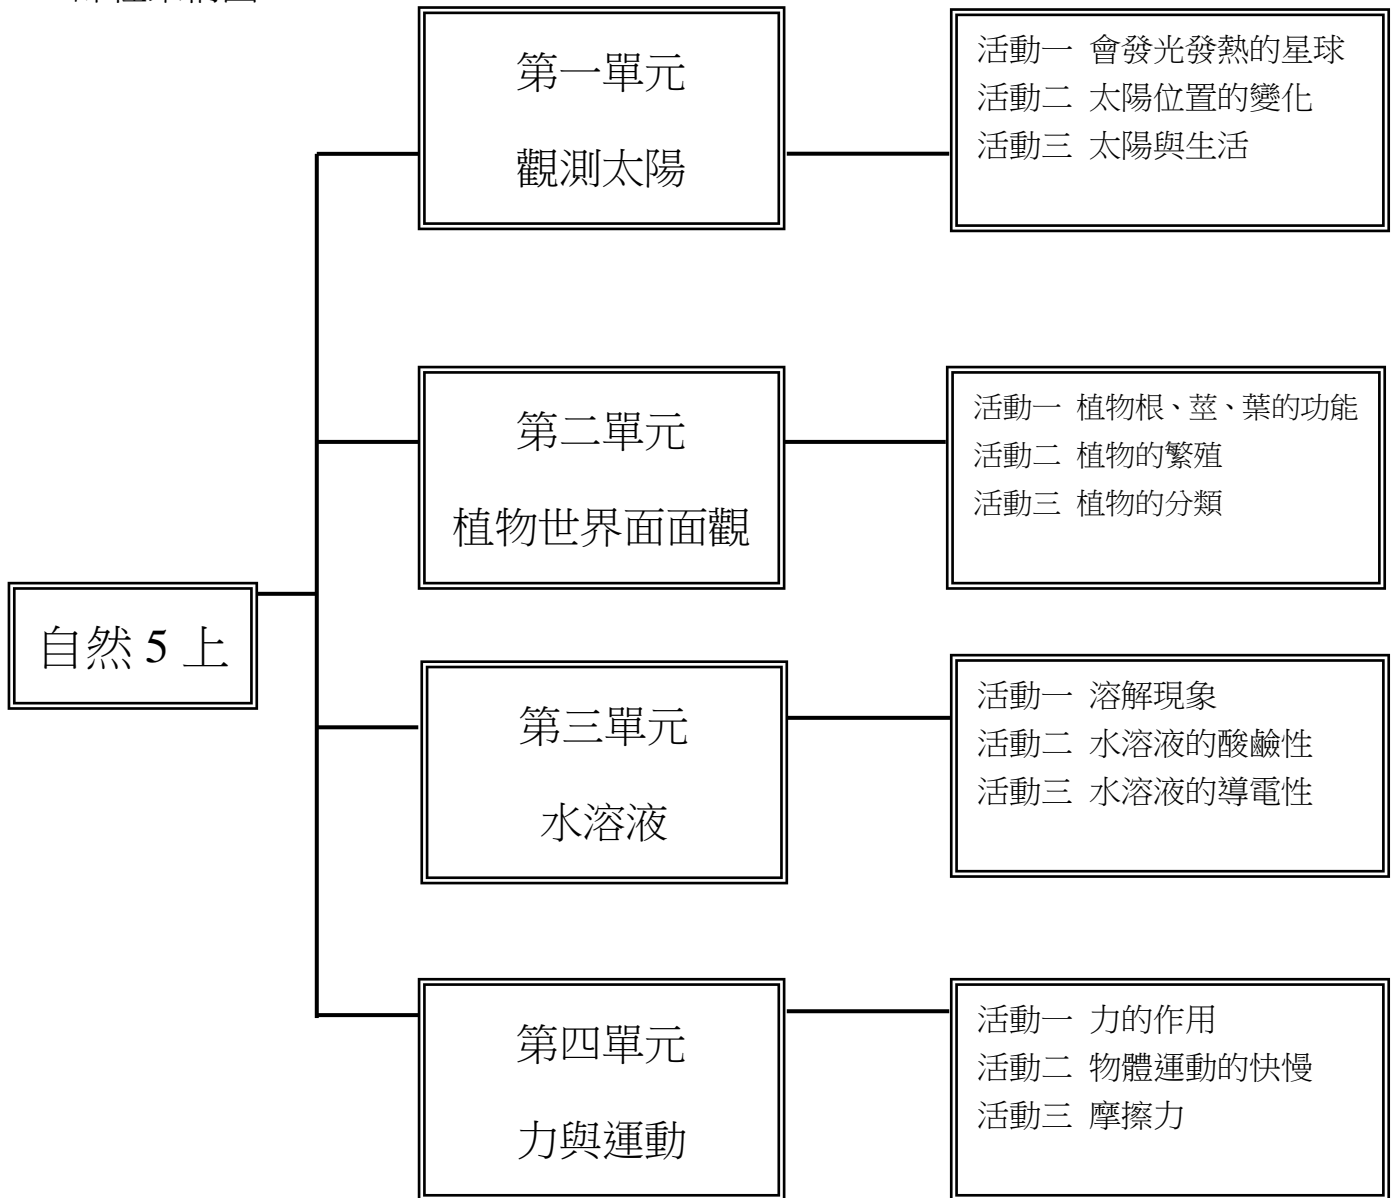 第一單元
觀測太陽
活動一 會發光發熱的星球
活動二 太陽位置的變化
活動三 太陽與生活
第二單元
植物世界面面觀
活動一 植物根、莖、葉的功能
活動二 植物的繁殖
活動三 植物的分類
自然 5 上
第三單元
水溶液
活動一 溶解現象
活動二 水溶液的酸鹼性
活動三 水溶液的導電性
第四單元
力與運動
活動一 力的作用
活動二 物體運動的快慢
活動三 摩擦力